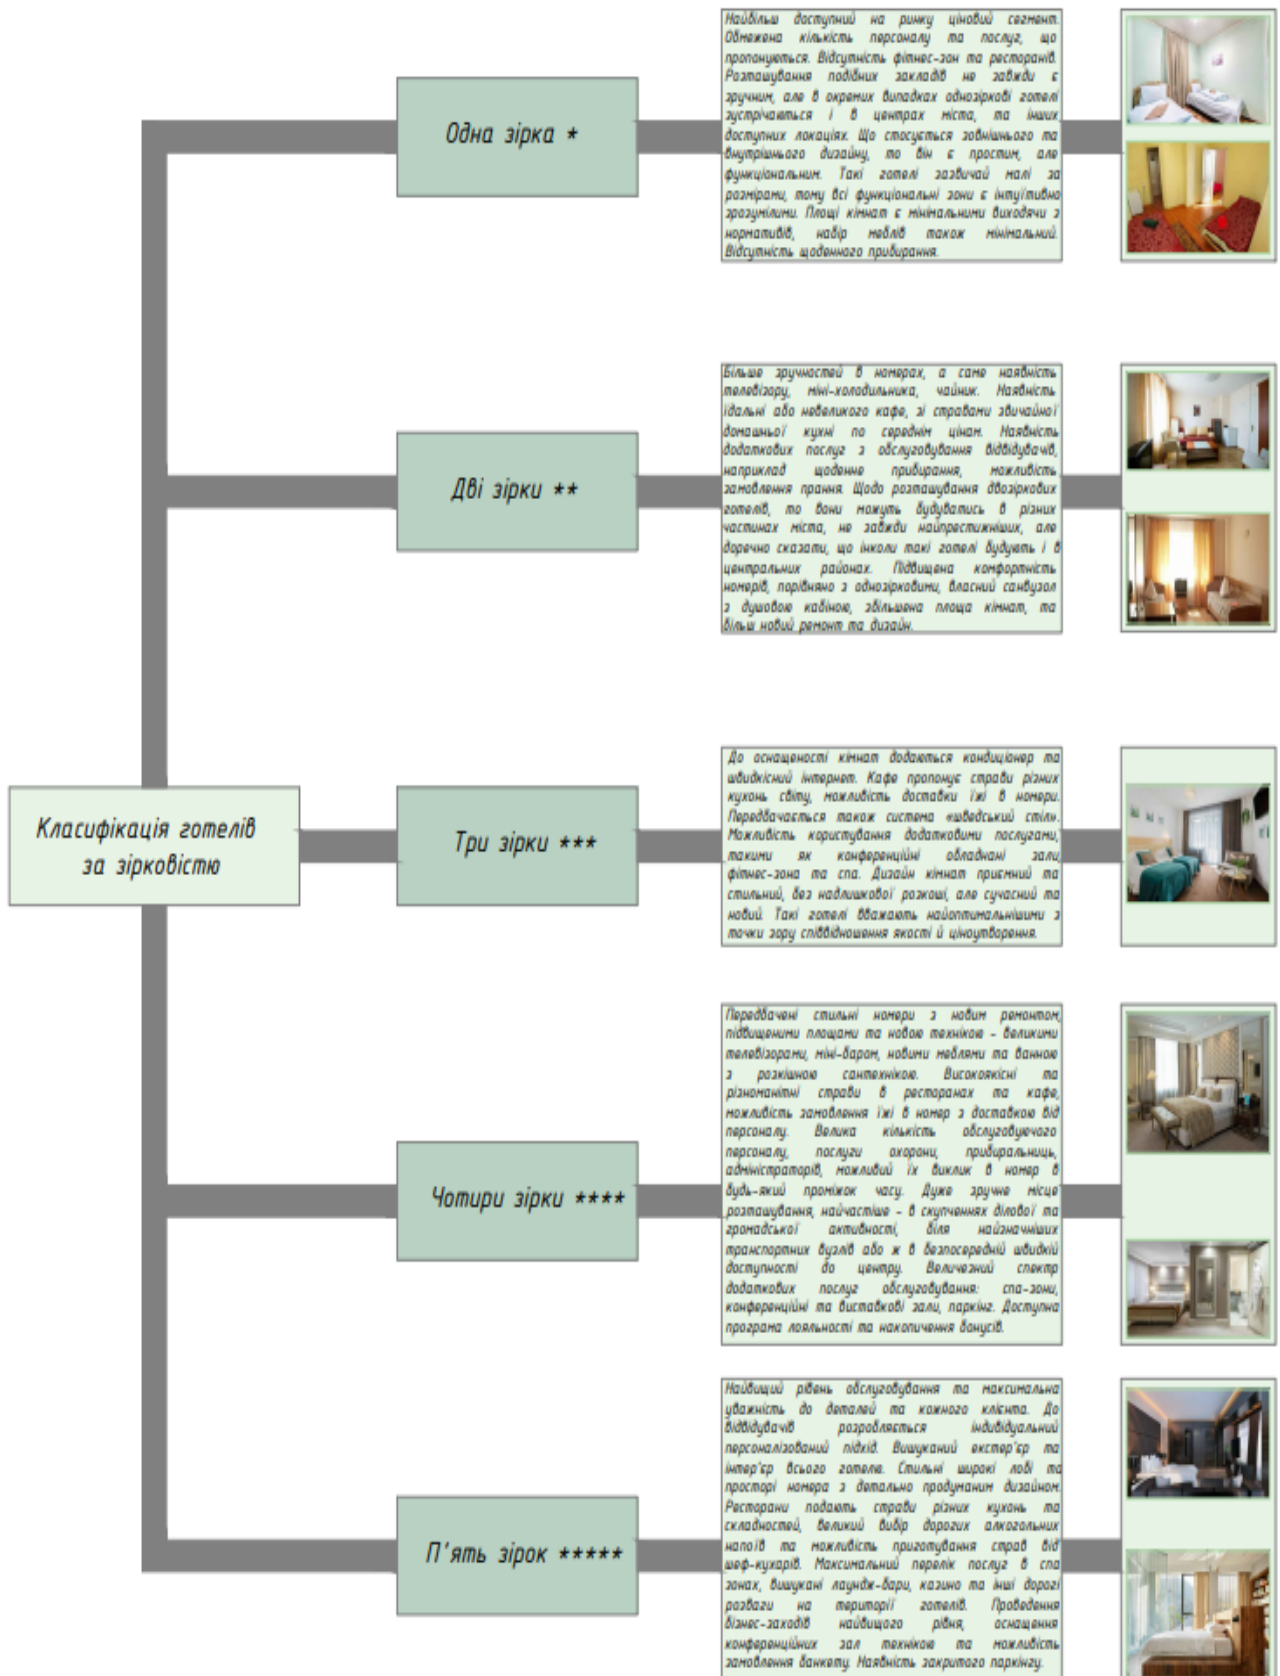 Найбільш доступний на ринку ціновий сегмент.
Обмежена кількість персоналу та послуг, що
пропонуються. Відсутність фітнес-зон та ресторанів.
Розташування подібних закладів не завжди є
зручним, але в окремих випадках однозіркові готелі
зустрічаються і в центрах міста, та інших
доступних локаціях. Що стосується зовнішнього та
внутрішнього дизайну, то він є простим, але
функціональним. Такі готелі зазвичай малі за
розмірами, тому всі функціональні зони є інтуїтивно
зрозумілими. Площі кімнат є мінімальними виходячи з
нормативів, набір меблів також мінімальний.
Відсутність щоденного прибирання.
Одна зірка *
Більше зручностей в номерах, а саме наявність
телевізору, міні-холодильника, чайник. Наявність
їдальні або невеликого кафе, зі стравами звичайної
домашньої кухні по середнім цінам. Наявність
додаткових послуг з обслуговування відвідувачів,
наприклад щоденне прибирання, можливість
замовлення прання. Щодо розташування двозіркових
готелів, то вони можуть будуватись в різних
частинах міста, не завжди найпрестижніших, але
доречно сказати, що інколи такі готелі будують і в
центральних районах. Підвищена комфортність
номерів, порівняно з однозірковими, власний санвузол
з душовою кабіною, збільшена площа кімнат, та
більш новий ремонт та дизайн.
Дві зірки **
До оснащеності кімнат додаються кондиціонер та
швидкісний інтернет. Кафе пропонує страви різних
кухонь світу, можливість доставки їжі в номери.
Передбачається також система «шведський стіл».
Можливість користування додатковими послугами,
такими як конференційні обладнані зали,
фітнес-зона та спа. Дизайн кімнат приємний та
стильний, без надлишкової розкоші, але сучасний та
новий. Такі готелі вважають найоптимальнішими з
точки зору співвідношення якості й ціноутворення.
Класифікація готелів
за зірковістю
Три зірки ***
Передбачені стильні номери з новим ремонтом,
підвищеними площами та новою технікою – великими
телевізорами, міні-баром, новими меблями та ванною
з розкішною сантехнікою. Високоякісні та
різноманітні страви в ресторанах та кафе,
можливість замовлення їжі в номер з доставкою від
персоналу. Велика кількість обслуговуючого
персоналу, послуги охорони, прибиральниць,
адміністраторів, можливий їх виклик в номер в
будь-який проміжок часу. Дуже зручне місце
розташування, найчастіше – в скупченнях ділової та
громадської активності, біля найзначніших
транспортних вузлів або ж в безпосередній швидкій
доступності до центру. Величезний спектр
додаткових послуг обслуговування: спа-зони,
конференційні та виставкові зали, паркінг. Доступна
програма лояльності та накопичення бонусів.
Чотири зірки ****
Найвищий рівень обслуговування та максимальна
уважність до деталей та кожного клієнта. До
відвідувачів розробляється індивідуальний
персоналізований підхід. Вишуканий екстер'єр та
інтер'єр всього готелю. Стильні широкі лобі та
просторі номера з детально продуманим дизайном.
Ресторани подають страви різних кухонь та
складностей, великий вибір дорогих алкогольних
напоїв та можливість приготування страв від
шеф-кухарів. Максимальний перелік послуг в спа
зонах, вишукані лаундж-бари, казино та інші дорогі
розваги на території готелів. Проведення
бізнес-заходів найвищого рівня, оснащення
конференційних зал технікою та можливість
замовлення банкету. Наявність закритого паркінгу.
П'ять зірок *****